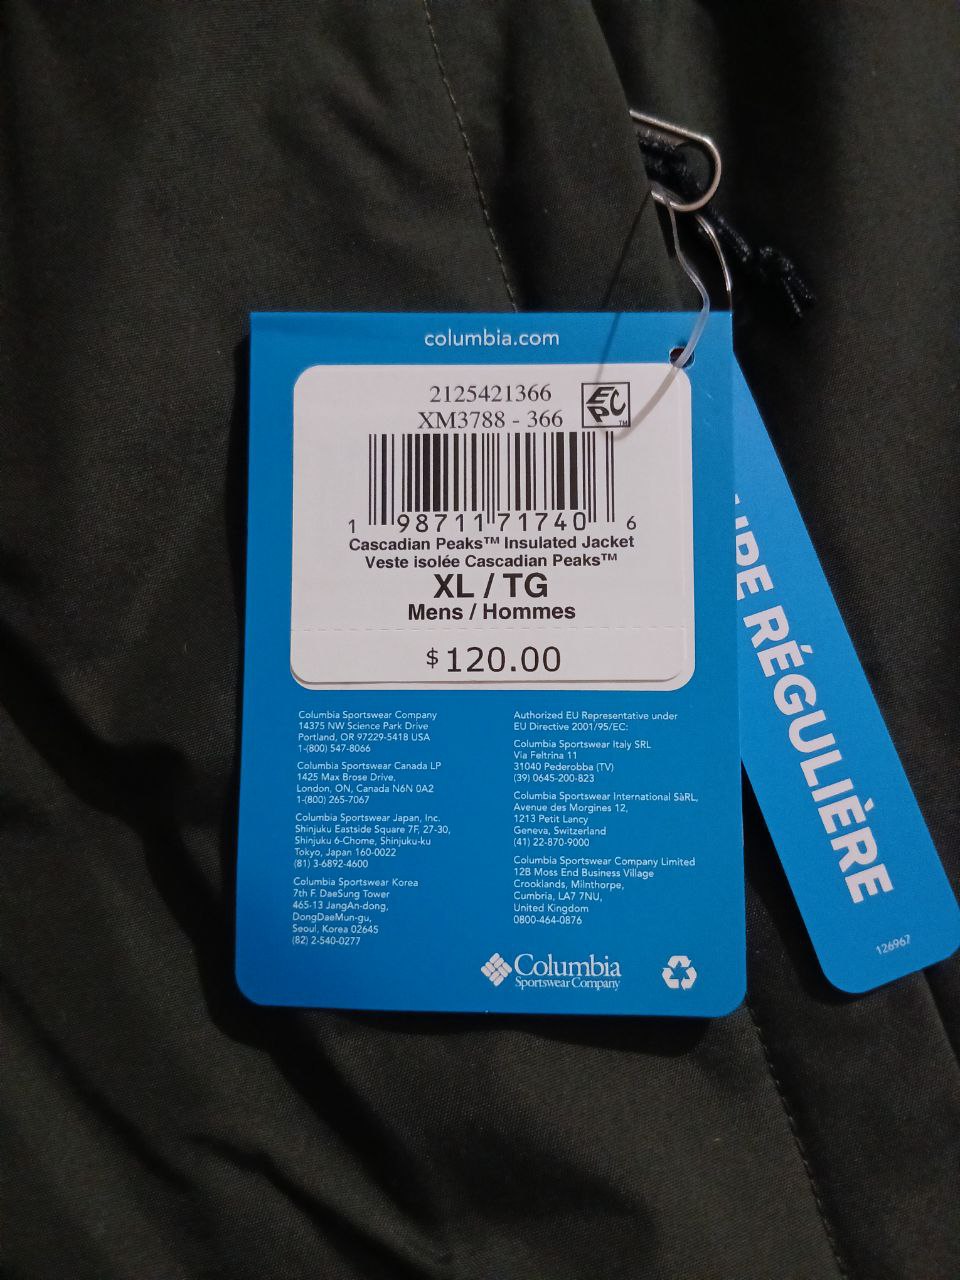 columbia.com
2125421366
XM3788 - 366
EPC™
1 98711 71740 6
Cascadian Peaks™ Insulated Jacket
Veste isolée Cascadian Peaks™
XL / TG
Mens / Hommes
$120.00
Columbia Sportswear Company
14375 NW Science Park Drive
Portland, OR 97229-5418 USA
1-(800) 547-8066
Columbia Sportswear Canada LP
1425 Max Brose Drive,
London, ON, Canada N6N 0A2
1-(800) 265-7067
Columbia Sportswear Japan, Inc.
Shinjuku Eastside Square 7F, 27-30,
Shinjuku 6-Chome, Shinjuku-ku
Tokyo, Japan 160-0022
(81) 3-6892-4600
Columbia Sportswear Korea
7th F. DaeSung Tower
465-13 JangAn-dong,
DongDaeMun-gu,
Seoul, Korea 02645
(82) 2-540-0277
Authorized EU Representative under
EU Directive 2001/95/EC:
Columbia Sportswear Italy SRL
Via Feltrina 11
31040 Pederobba (TV)
(39) 0645-200-823
Columbia Sportswear International SàRL,
Avenue des Morgines 12,
1213 Petit Lancy
Geneva, Switzerland
(41) 22-870-9000
Columbia Sportswear Company Limited
12B Moss End Business Village
Crooklands, Milnthorpe,
Cumbria, LA7 7NU,
United Kingdom
0800-464-0876
Columbia
Sportswear Company
RÉGULIÈRE
126967